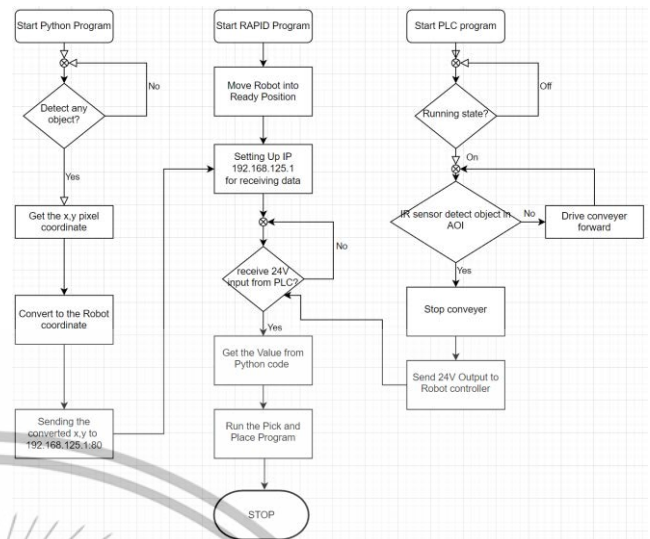 Start Python Program
No
Detect any
object?
Yes
Get the x,y pixel
coordinate
Convert to the Robot
coordinate
Sending the
converted x,y to
192.168.125.1:80
Start RAPID Program
Move Robot into
Ready Position
Setting Up IP
192.168.125.1
for receiving data
No
receive 24V
input from PLC?
Yes
Get the Value from
Python code
Run the Pick and
Place Program
STOP
Start PLC program
Off
Running state?
On
IR sensor detect object in
AOI
No
Drive conveyer
forward
Yes
Stop conveyer
Send 24V Output to
Robot controller